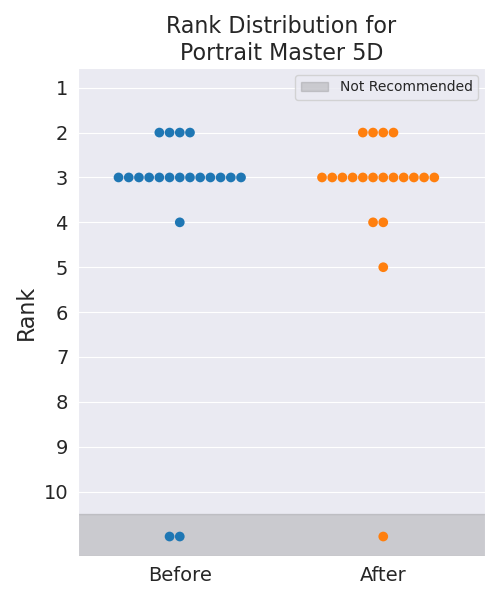 Rank Distribution for
Portrait Master 5D
Not Recommended
1
2
3
4
5
6
7
8
9
10
Rank
Before
After